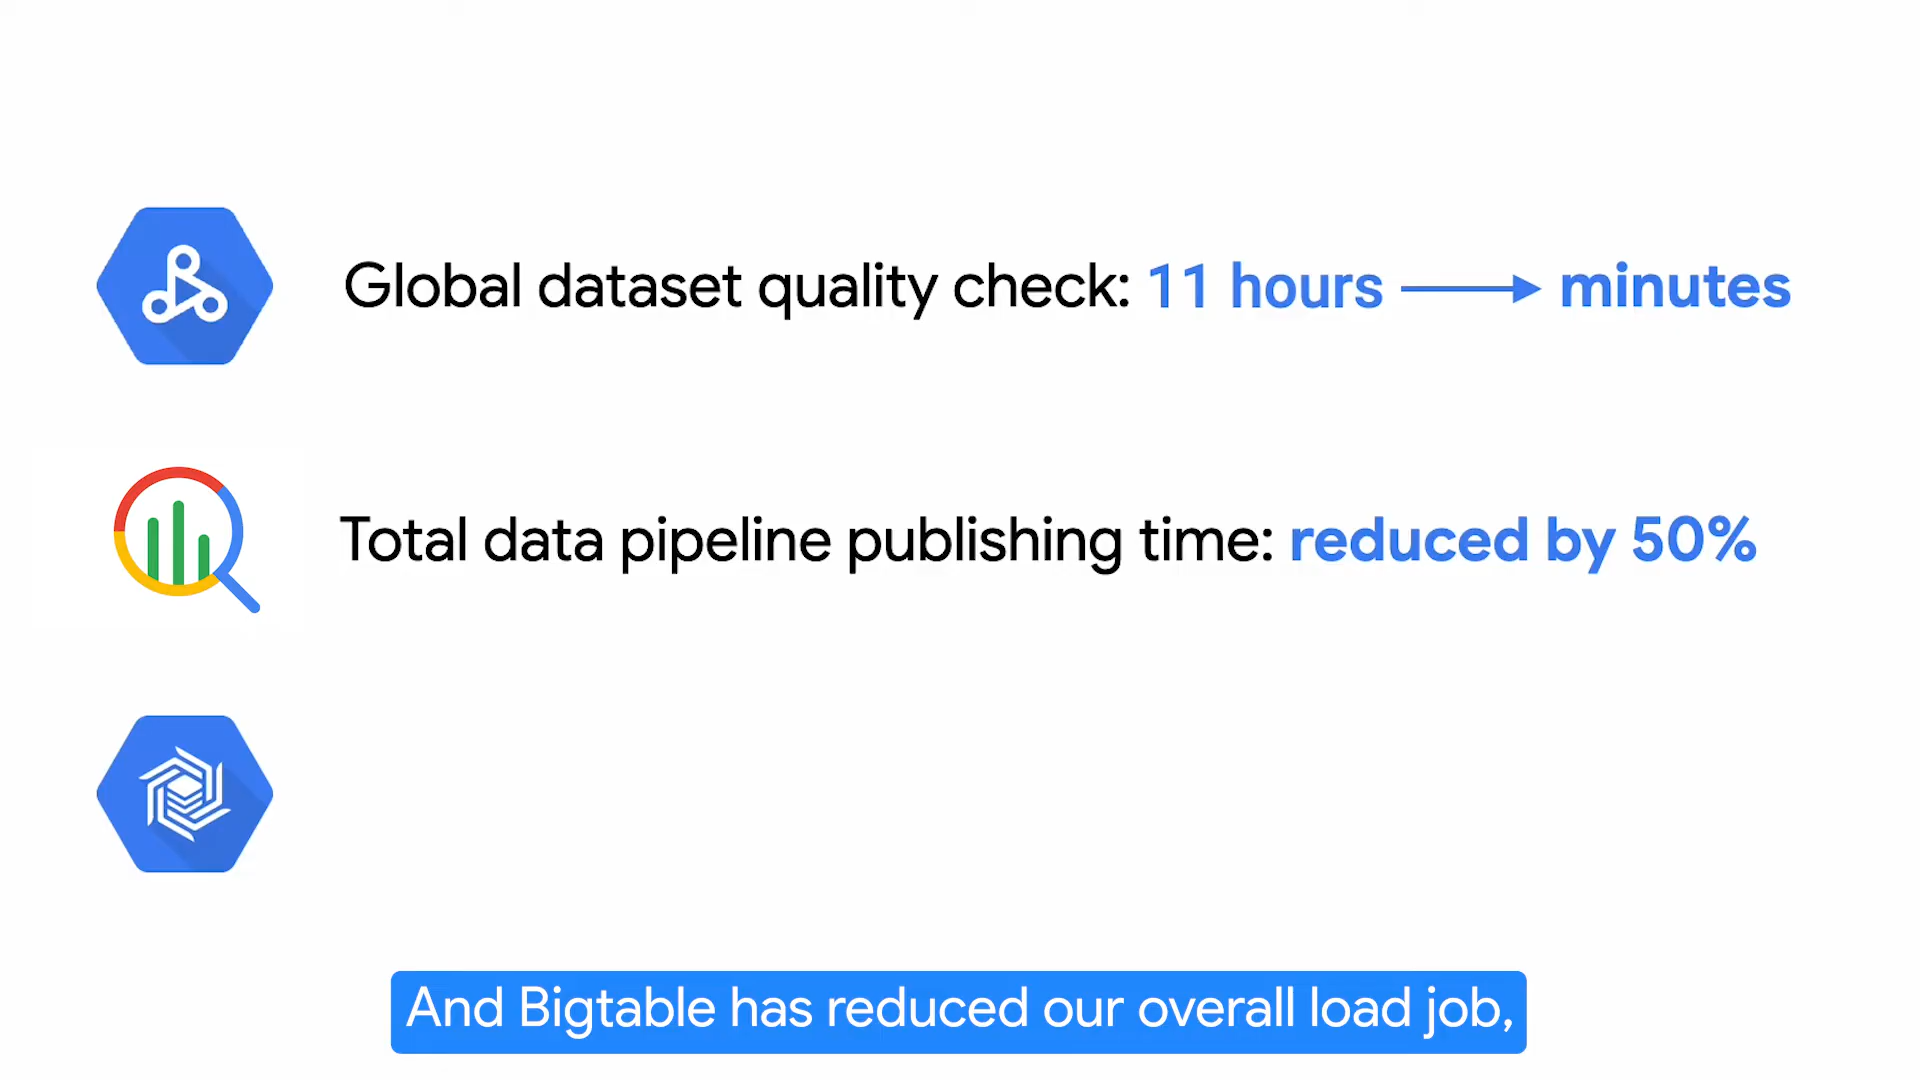 Global dataset quality check: 11 hours → minutes
Total data pipeline publishing time: reduced by 50%
And Bigtable has reduced our overall load job,